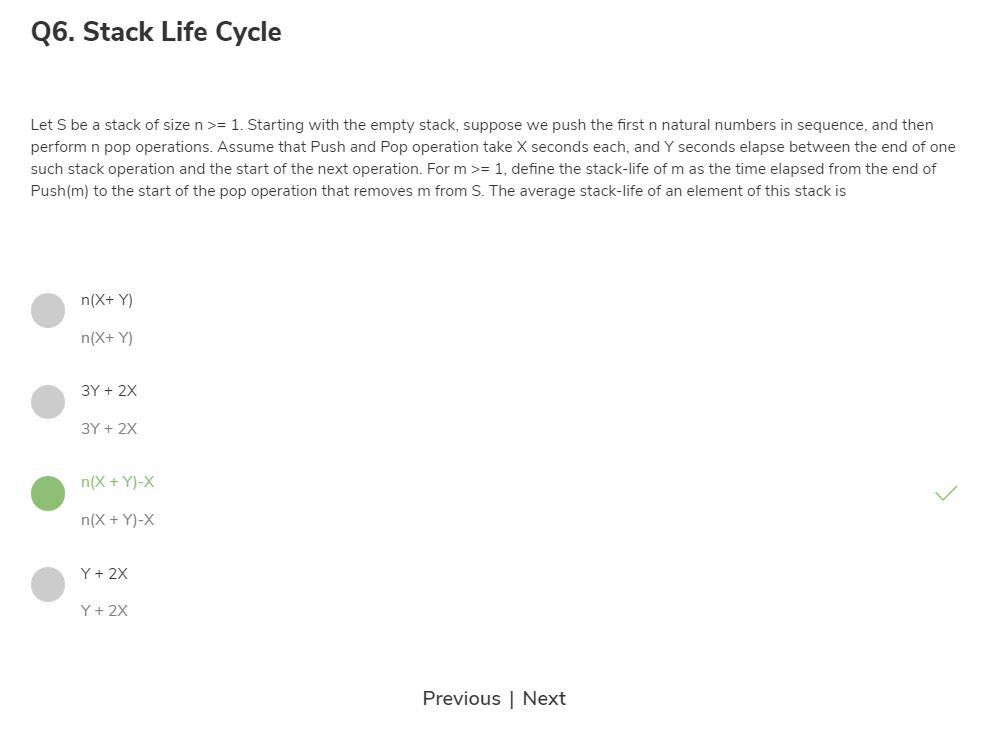 Q6. Stack Life Cycle
Let S be a stack of size n >= 1. Starting with the empty stack, suppose we push the first n natural numbers in sequence, and then
perform n pop operations. Assume that Push and Pop operation take X seconds each, and Y seconds elapse between the end of one
such stack operation and the start of the next operation. For m >= 1, define the stack-life of m as the time elapsed from the end of
Push(m) to the start of the pop operation that removes m from S. The average stack-life of an element of this stack is
n(X+ Y)
n(X+ Y)
3Y + 2X
3Y + 2X
n(X + Y)-X
n(X + Y)-X
Y + 2X
Y + 2X
Previous | Next